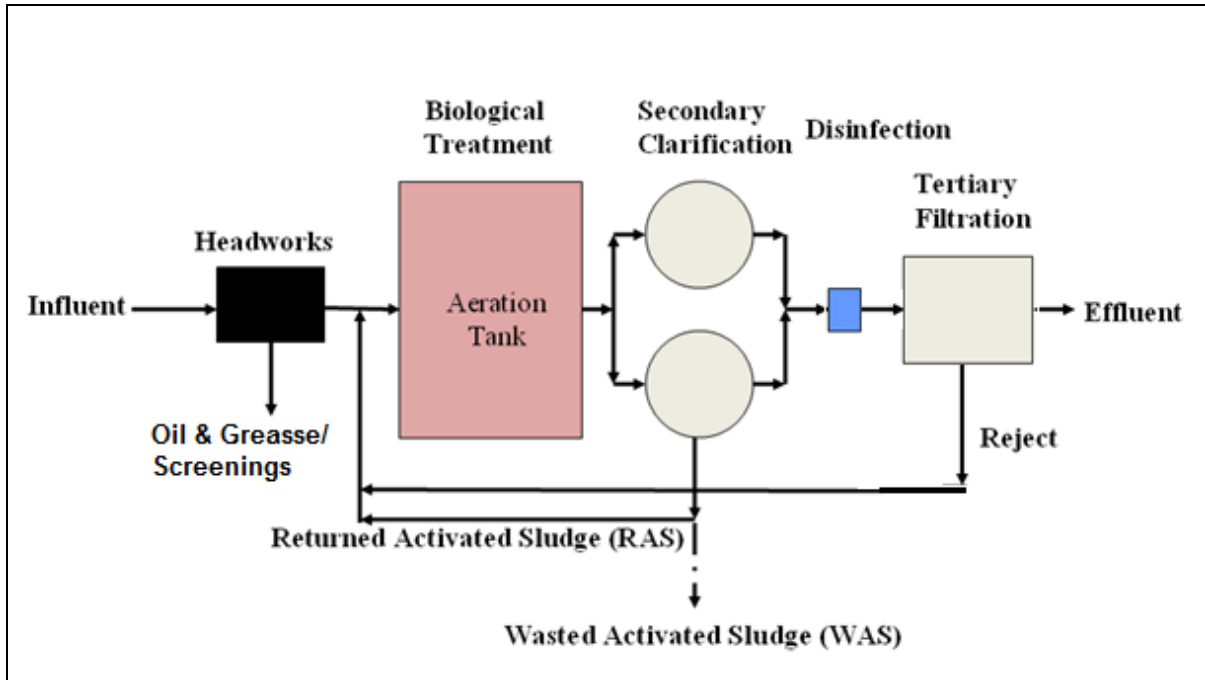 Biological
Treatment
Secondary
Clarification
Disinfection
Tertiary
Filtration
Headworks
Influent
Aeration
Tank
Effluent
Oil & Greasse/
Screenings
Reject
Returned Activated Sludge (RAS)
Wasted Activated Sludge (WAS)